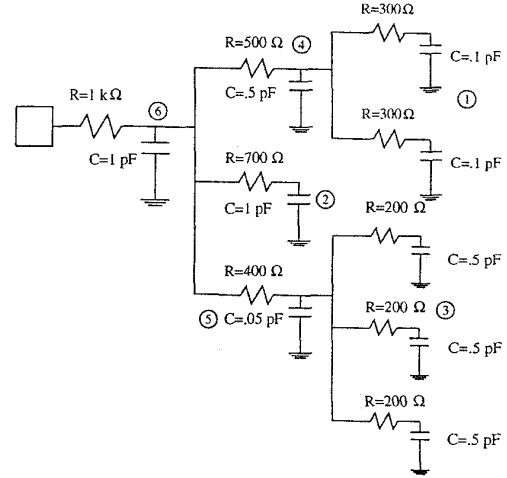 R=300Ω
R=500 Ω ④
C=.1 pF
R=1 kΩ
C=.5 pF
①
⑥
R=300Ω
C=1 pF
R=700 Ω
C=.1 pF
C=1 pF
②
R=200 Ω
R=400 Ω
C=.5 pF
⑤ C=.05 pF
R=200 Ω ③
C=.5 pF
R=200 Ω
C=.5 pF